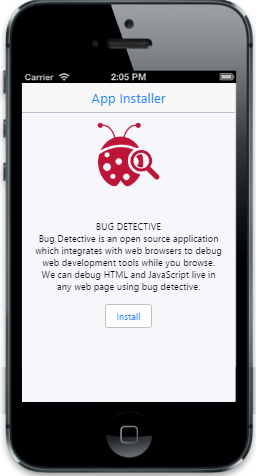 Carrier 2:05 PM
App Installer
BUG DETECTIVE
Bug Detective is an open source application
which integrates with web browsers to debug
web development tools while you browse.
We can debug HTML and JavaScript live in
any web page using bug detective.
Install